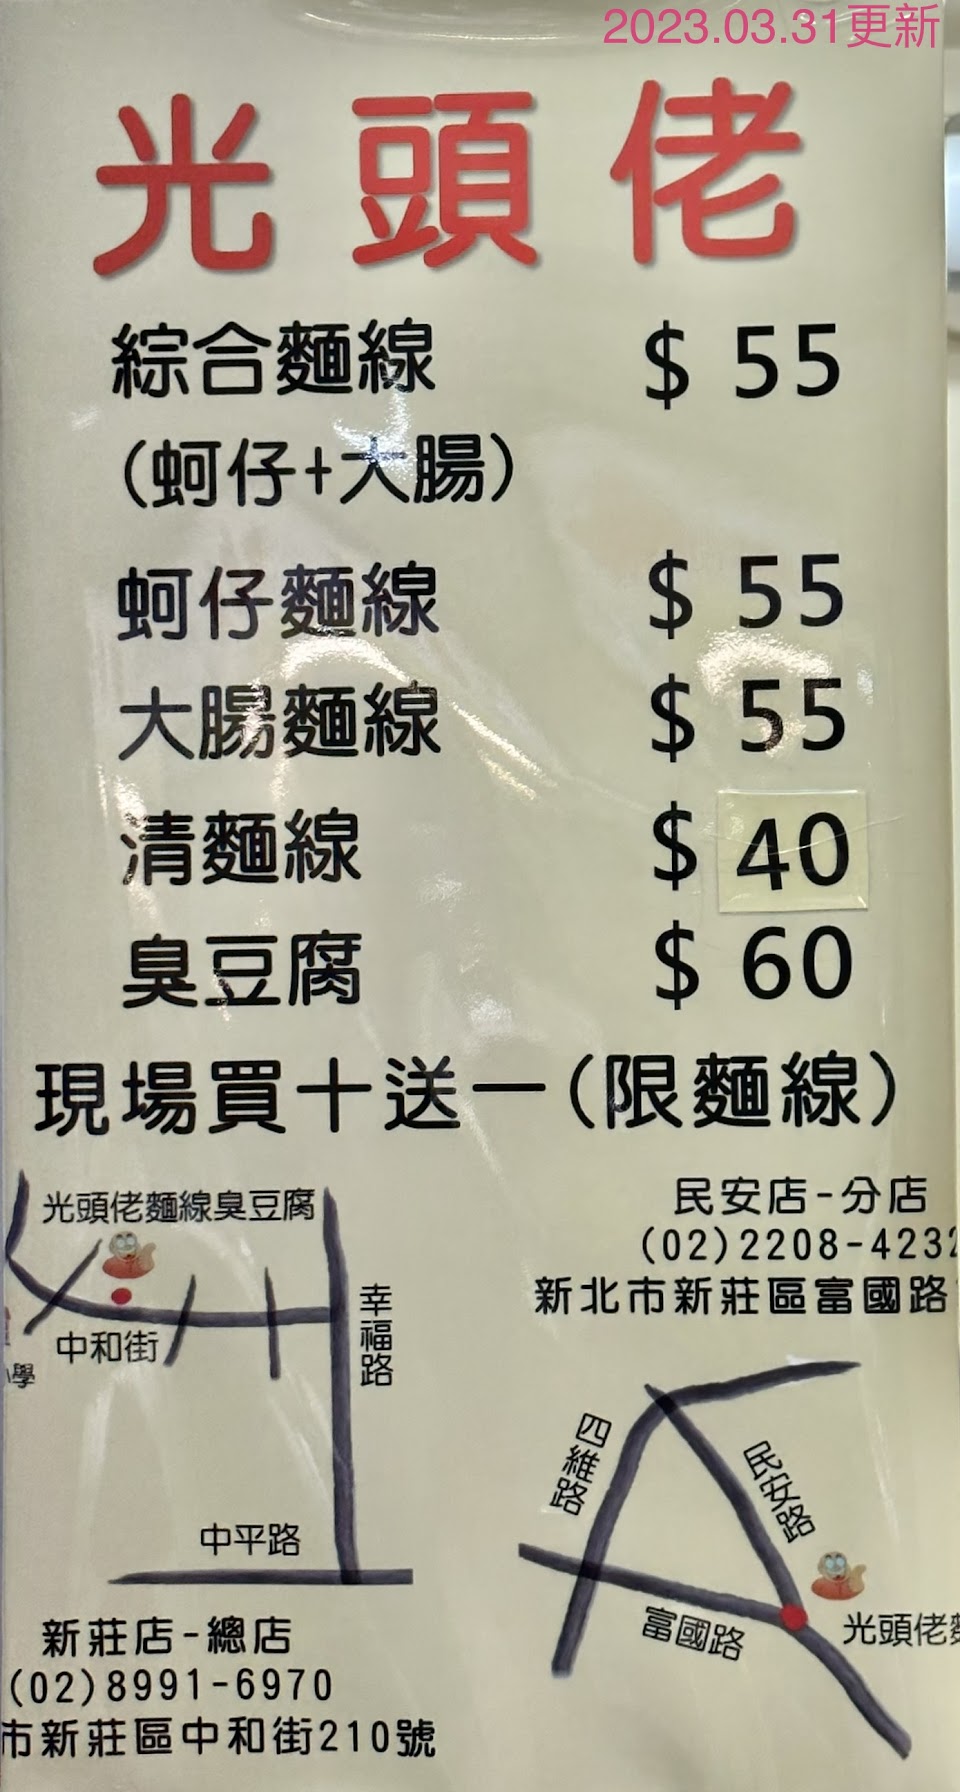 2023.03.31更新
光頭佬
綜合麵線 $ 55
(蚵仔+大腸)
蚵仔麵線 $ 55
大腸麵線 $ 55
清麵線 $ 40
臭豆腐 $ 60
現場買十送一(限麵線)
光頭佬麵線臭豆腐
中和街
幸福路
小學
中平路
新莊店-總店
(02)8991-6970
市新莊區中和街210號
民安店-分店
(02)2208-4232
新北市新莊區富國路
四維路
民安路
富國路
光頭佬麵